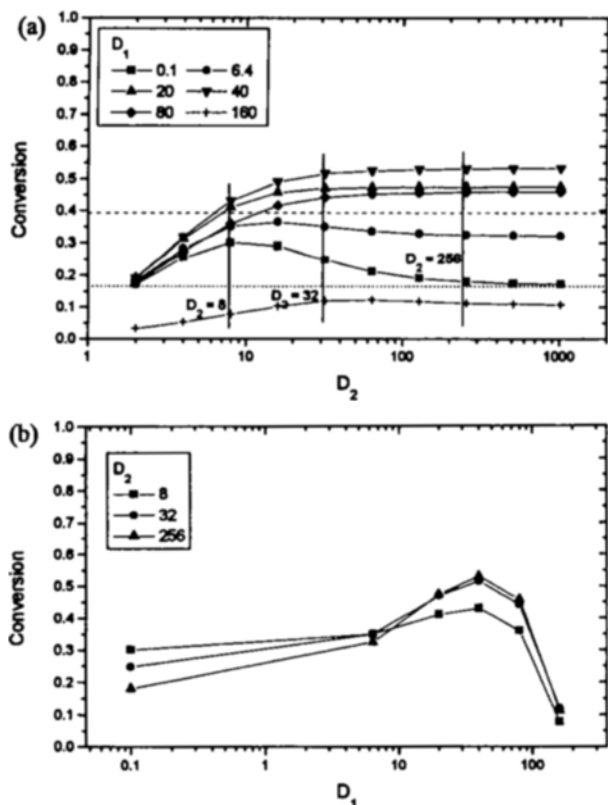 (a)
D1
0.1 6.4
20 40
80 160
Conversion
1.0
0.9
0.8
0.7
0.6
0.5
0.4
0.3
0.2
0.1
0.0
D2 = 8
D2 = 32
D2 = 256
1 10 100 1000
D2
(b)
D2
8
32
256
Conversion
1.0
0.9
0.8
0.7
0.6
0.5
0.4
0.3
0.2
0.1
0.0
0.1 1 10 100
D1